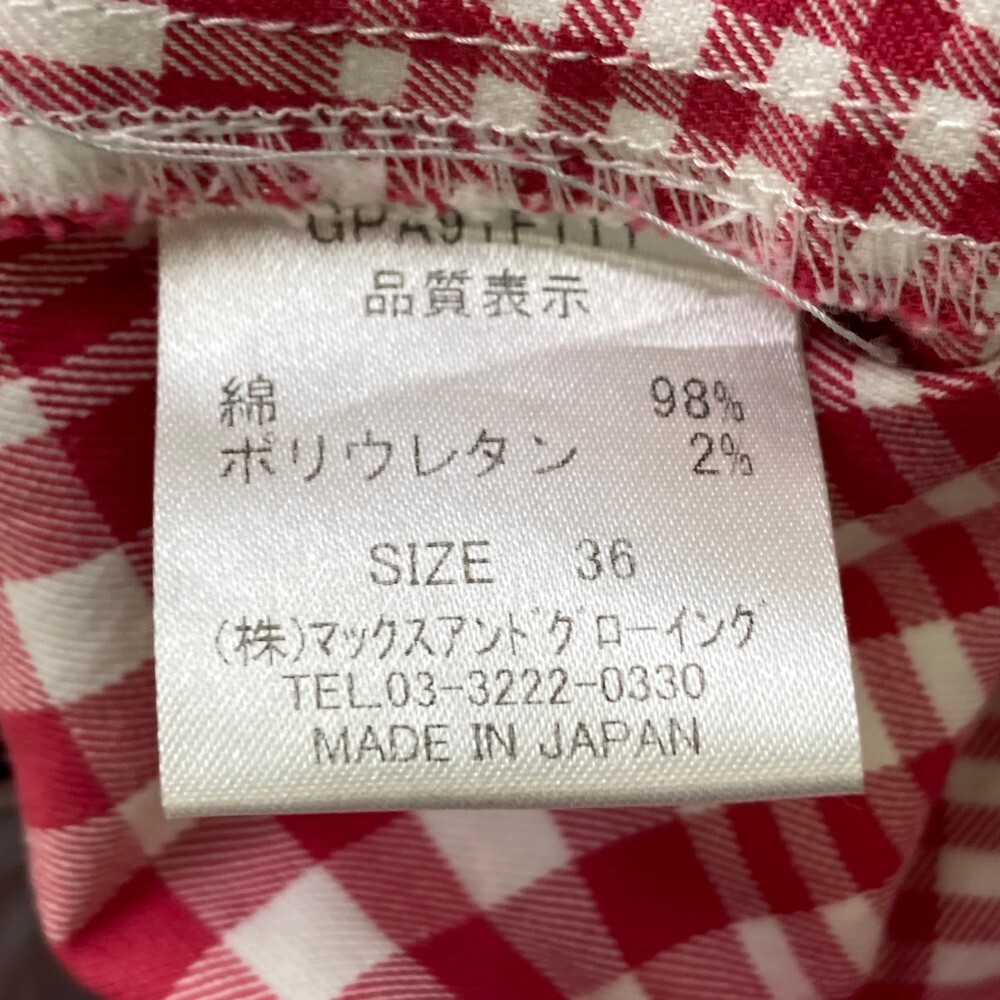 品質表示
綿 98%
ポリウレタン 2%
SIZE 36
(株)マックスアンドグローイング
TEL.03-3222-0330
MADE IN JAPAN